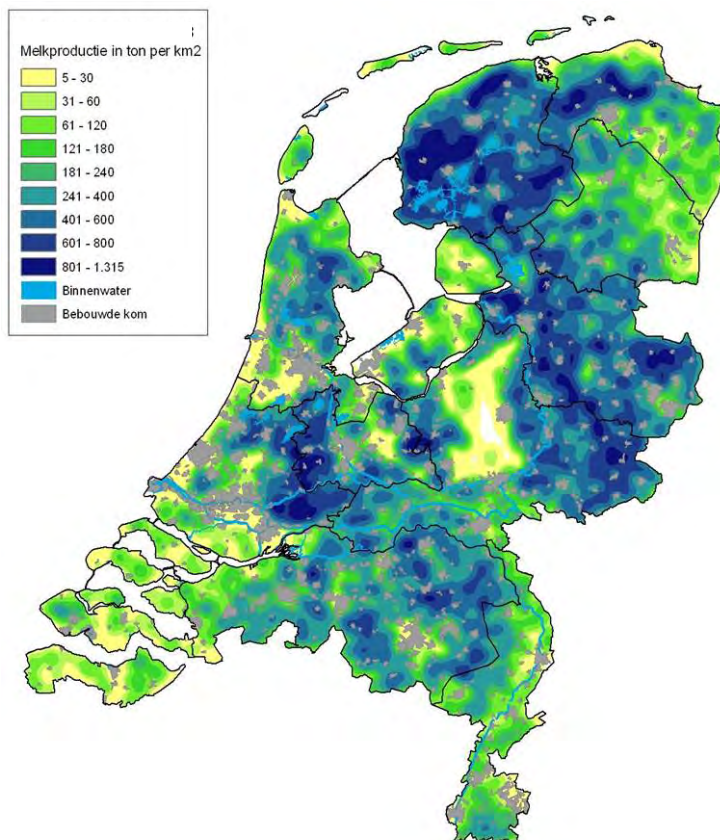 Melkproductie in ton per km2
5 - 30
31 - 60
61 - 120
121 - 180
181 - 240
241 - 400
401 - 600
601 - 800
801 - 1.315
Binnenwater
Bebouwde kom